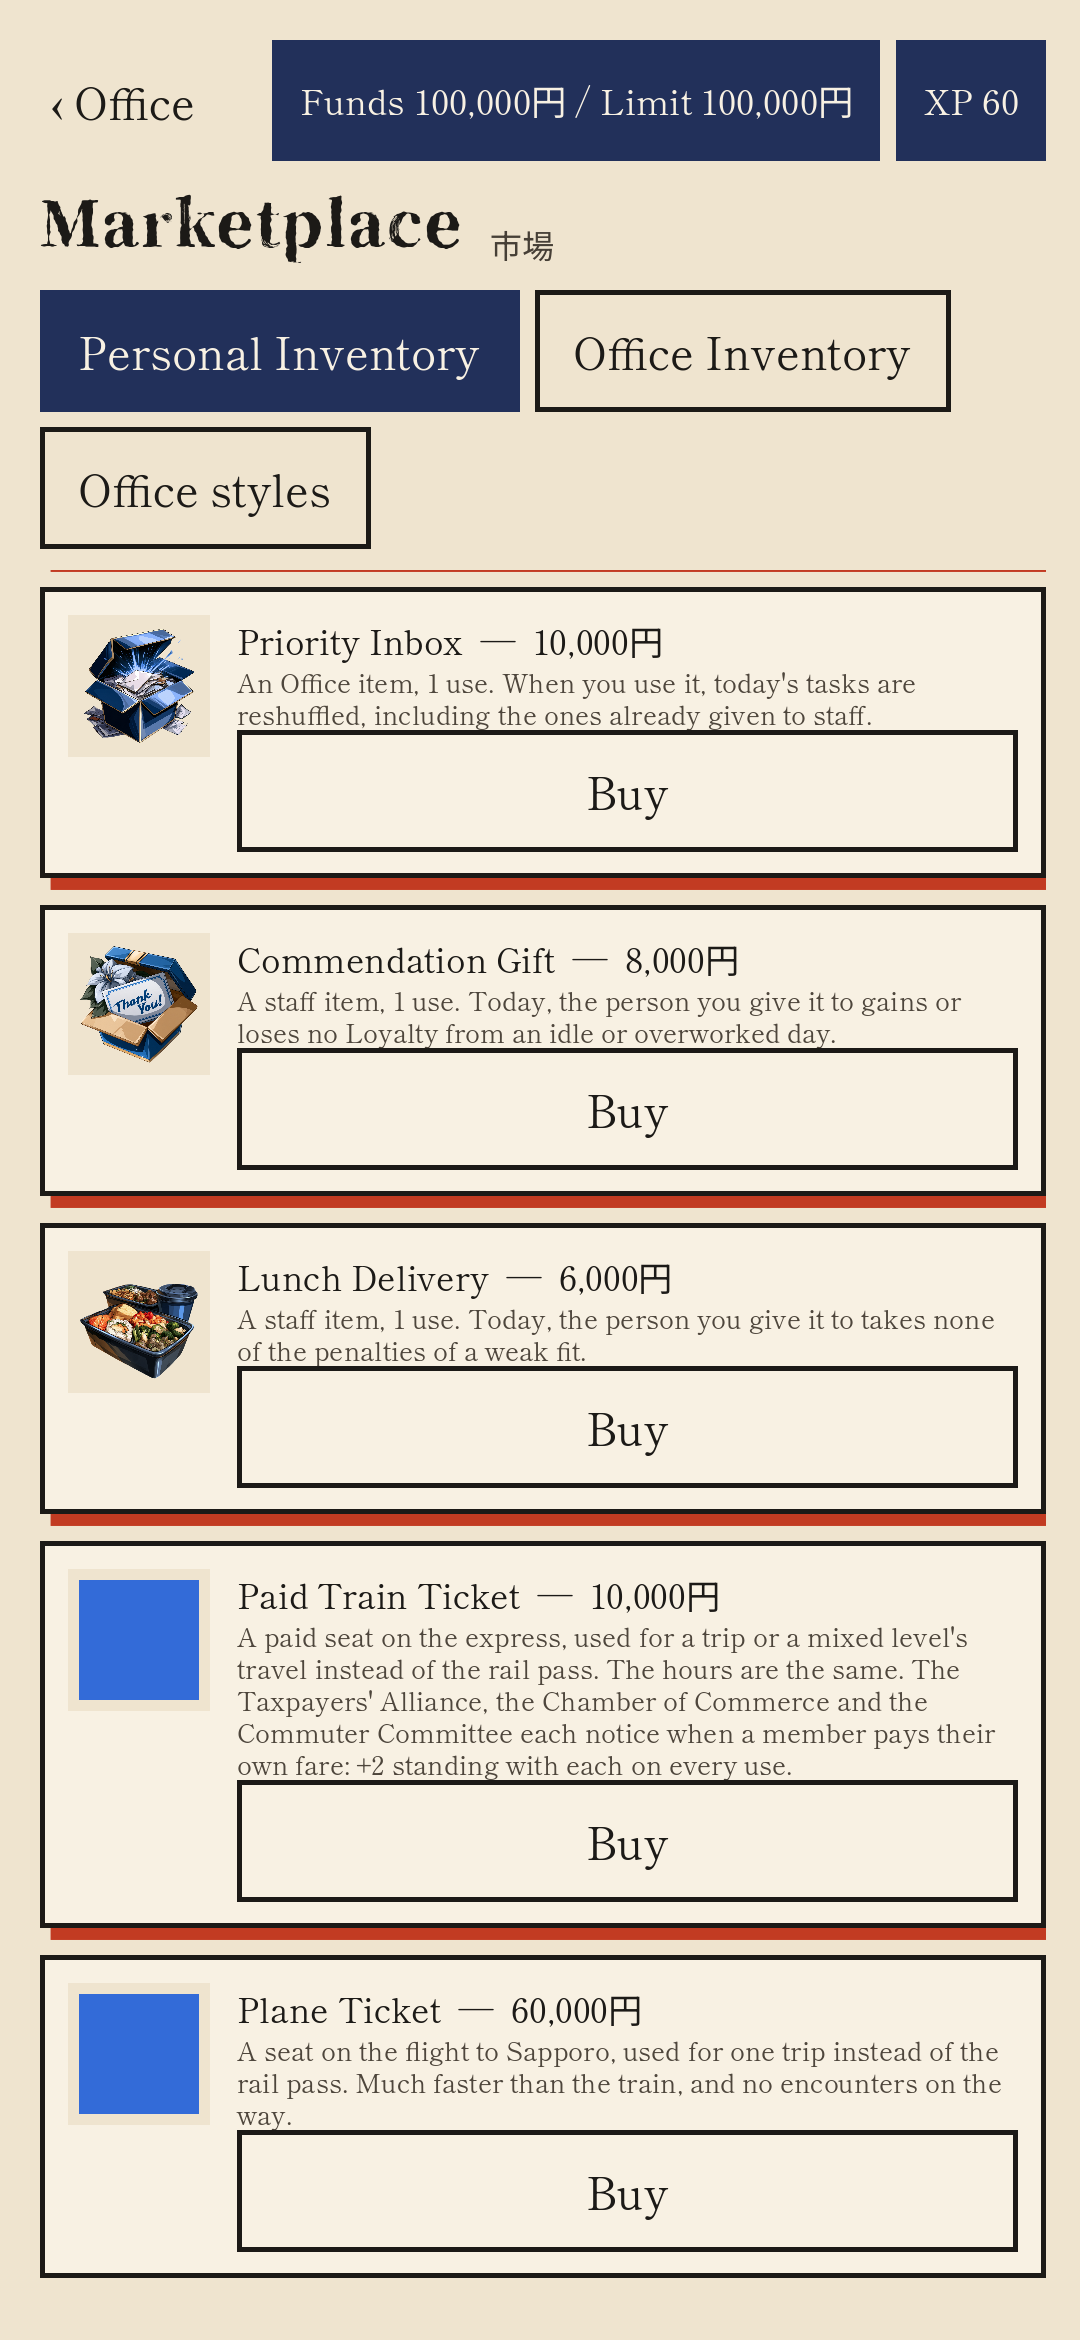 ‹ Office
Funds 100,000円 / Limit 100,000円
XP 60
Marketplace 市場
Personal Inventory
Office Inventory
Office styles
Priority Inbox — 10,000円
An Office item, 1 use. When you use it, today's tasks are
reshuffled, including the ones already given to staff.
Buy
Thank
You!
Commendation Gift — 8,000円
A staff item, 1 use. Today, the person you give it to gains or
loses no Loyalty from an idle or overworked day.
Buy
Lunch Delivery — 6,000円
A staff item, 1 use. Today, the person you give it to takes none
of the penalties of a weak fit.
Buy
Paid Train Ticket — 10,000円
A paid seat on the express, used for a trip or a mixed level's
travel instead of the rail pass. The hours are the same. The
Taxpayers' Alliance, the Chamber of Commerce and the
Commuter Committee each notice when a member pays their
own fare: +2 standing with each on every use.
Buy
Plane Ticket — 60,000円
A seat on the flight to Sapporo, used for one trip instead of the
rail pass. Much faster than the train, and no encounters on the
way.
Buy